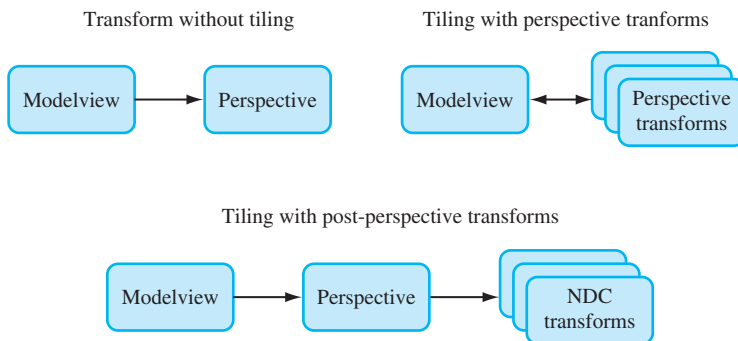 Transform without tiling
Tiling with perspective tranforms
Modelview
Perspective
Modelview
Perspective
transforms
Tiling with post-perspective transforms
Modelview
Perspective
NDC
transforms